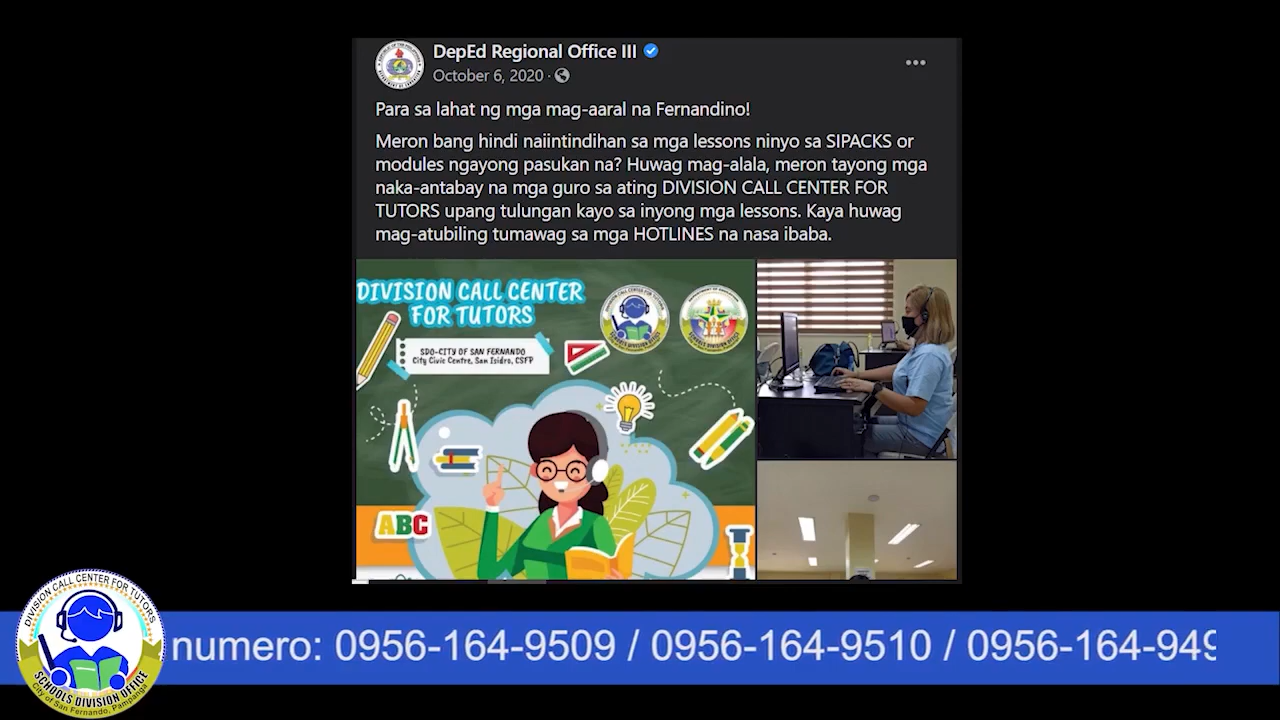 DepEd Regional Office III
October 6, 2020
Para sa lahat ng mga mag-aaral na Fernandino!
Meron bang hindi naiintindihan sa mga lessons ninyo sa SIPACKS or
modules ngayong pasukan na? Huwag mag-alala, meron tayong mga
naka-antabay na mga guro sa ating DIVISION CALL CENTER FOR
TUTORS upang tulungan kayo sa inyong mga lessons. Kaya huwag
mag-atubiling tumawag sa mga HOTLINES na nasa ibaba.
DIVISION CALL CENTER
FOR TUTORS
SDO-CITY OF SAN FERNANDO
City Civic Centre, San Isidro, CSFP
ABC
DIVISION CALL CENTER FOR TUTORS
SCHOOLS DIVISION OFFICE
City of San Fernando, Pampanga
numero: 0956-164-9509 / 0956-164-9510 / 0956-164-949